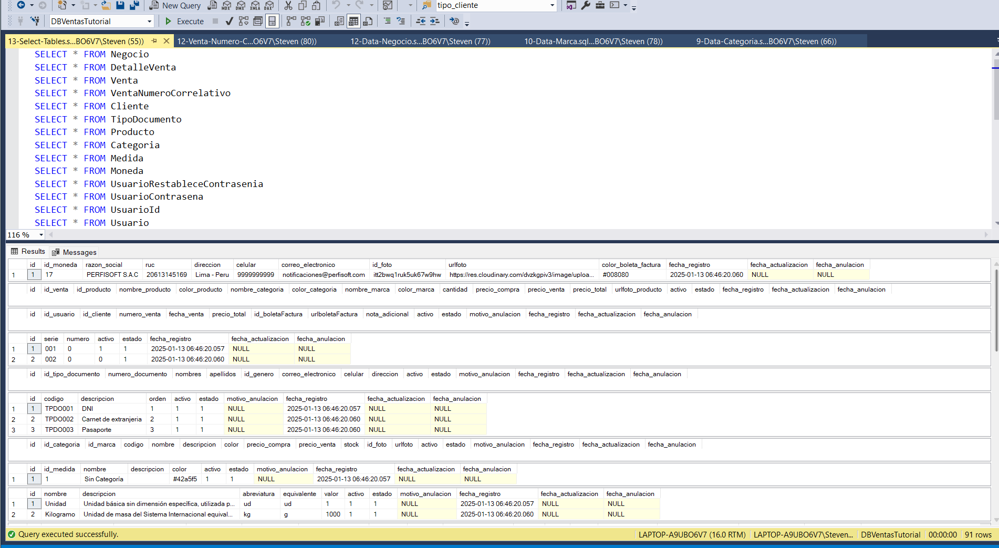 New Query MDX DMX XMLA DAX tipo_cliente
DBVentasTutorial Execute
13-Select-Tables.s...BO6V7\Steven (55)) 12-Venta-Numero-C...O6V7\Steven (80)) 12-Data-Negocio.s...BO6V7\Steven (77)) 10-Data-Marca.sql...BO6V7\Steven (78)) 9-Data-Categoria.s...BO6V7\Steven (66))
SELECT * FROM Negocio
SELECT * FROM DetalleVenta
SELECT * FROM Venta
SELECT * FROM VentaNumeroCorrelativo
SELECT * FROM Cliente
SELECT * FROM TipoDocumento
SELECT * FROM Producto
SELECT * FROM Categoria
SELECT * FROM Medida
SELECT * FROM Moneda
SELECT * FROM UsuarioRestableceContrasenia
SELECT * FROM UsuarioContrasena
SELECT * FROM UsuarioId
SELECT * FROM Usuario
116 %
Results Messages
id id_moneda razon_social ruc direccion celular correo_electronico id_foto urlfoto color_boleta_factura fecha_registro fecha_actualizacion fecha_anulacion
1 1 17 PERFISOFT S.A.C 20613145169 Lima - Peru 9999999999 notificaciones@perfisoft.com itt2bwq1ruk5uk67w9hw https://res.cloudinary.com/dvzkgpiv3/image/uploa... #008080 2025-01-13 06:46:20.060 NULL NULL
id id_venta id_producto nombre_producto color_producto nombre_categoria color_categoria nombre_marca color_marca cantidad precio_compra precio_venta precio_total urlfoto_producto activo estado fecha_registro fecha_actualizacion fecha_anulacion
id id_usuario id_cliente numero_venta fecha_venta precio_total id_boletaFactura urlboletaFactura nota_adicional activo estado motivo_anulacion fecha_registro fecha_actualizacion fecha_anulacion
id serie numero activo estado fecha_registro fecha_actualizacion fecha_anulacion
1 1 001 0 1 1 2025-01-13 06:46:20.057 NULL NULL
2 2 002 0 0 1 2025-01-13 06:46:20.060 NULL NULL
id id_tipo_documento numero_documento nombres apellidos id_genero correo_electronico celular direccion activo estado motivo_anulacion fecha_registro fecha_actualizacion fecha_anulacion
id codigo descripcion orden activo estado motivo_anulacion fecha_registro fecha_actualizacion fecha_anulacion
1 1 TPDO001 DNI 1 1 1 NULL 2025-01-13 06:46:20.057 NULL NULL
2 2 TPDO002 Carnet de extranjeria 2 1 1 NULL 2025-01-13 06:46:20.060 NULL NULL
3 3 TPDO003 Pasaporte 3 1 1 NULL 2025-01-13 06:46:20.060 NULL NULL
id id_categoria id_marca codigo nombre descripcion color precio_compra precio_venta stock id_foto urlfoto activo estado motivo_anulacion fecha_registro fecha_actualizacion fecha_anulacion
id id_medida nombre descripcion color activo estado motivo_anulacion fecha_registro fecha_actualizacion fecha_anulacion
1 1 1 Sin Categoría #42a5f5 1 1 NULL 2025-01-13 06:46:20.057 NULL NULL
id nombre descripcion abreviatura equivalente valor activo estado motivo_anulacion fecha_registro fecha_actualizacion fecha_anulacion
1 1 Unidad Unidad básica sin dimensión específica, utilizada p... ud ud 1 1 1 NULL 2025-01-13 06:46:20.057 NULL NULL
2 2 Kilogramo Unidad de masa del Sistema Internacional equival... kg g 1000 1 1 NULL 2025-01-13 06:46:20.060 NULL NULL
Query executed successfully. LAPTOP-A9UBO6V7 (16.0 RTM) LAPTOP-A9UBO6V7\Steven... DBVentasTutorial 00:00:00 91 rows